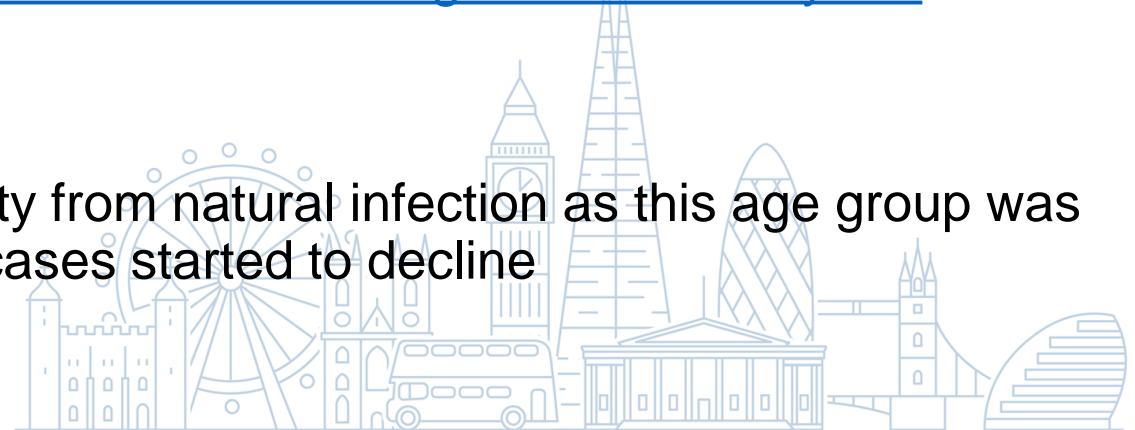 ty from natural infection as this age group was
cases started to decline